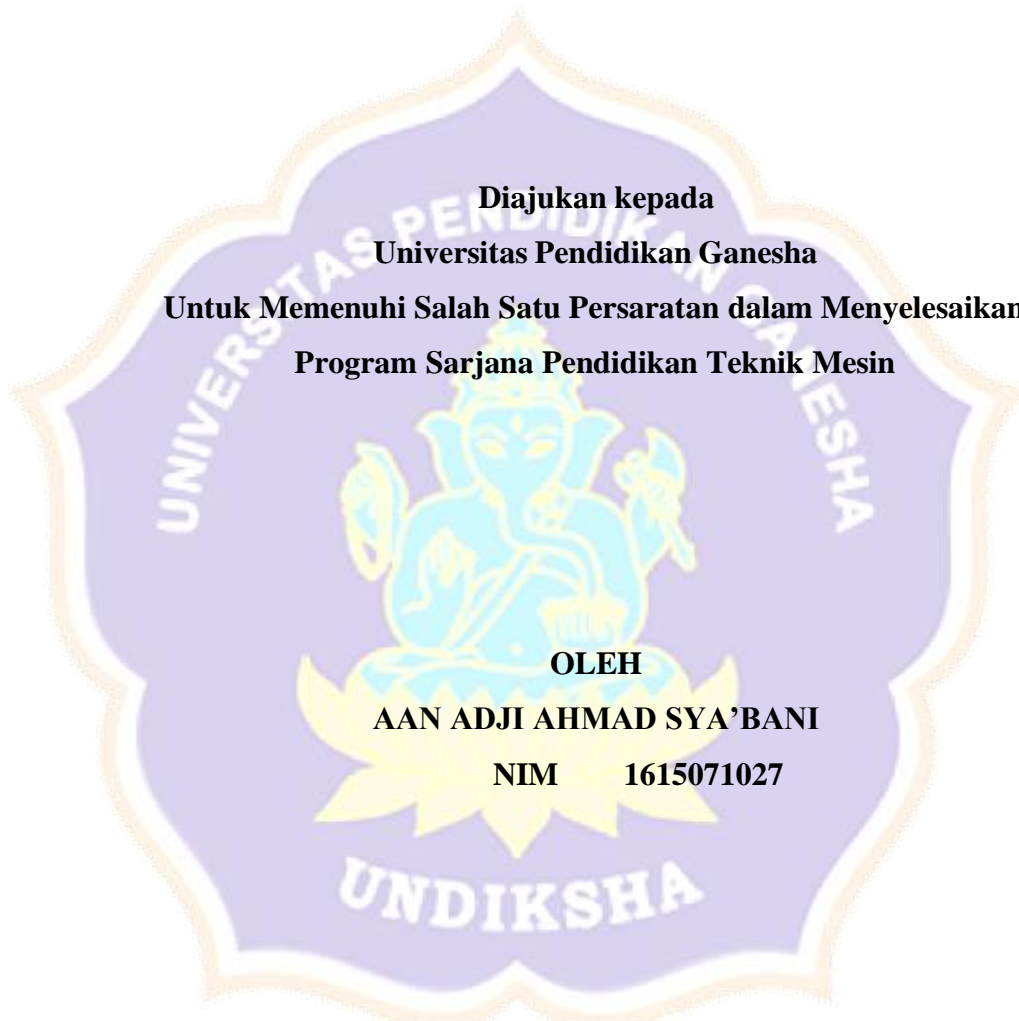 Diajukan kepada
Universitas Pendidikan Ganesha
Untuk Memenuhi Salah Satu Persaratan dalam Menyelesaikan
Program Sarjana Pendidikan Teknik Mesin
UNIVERSITAS PENDIDIKAN GANESHA
OLEH
AAN ADJI AHMAD SYA’BANI
NIM 1615071027
UNDIKSHA